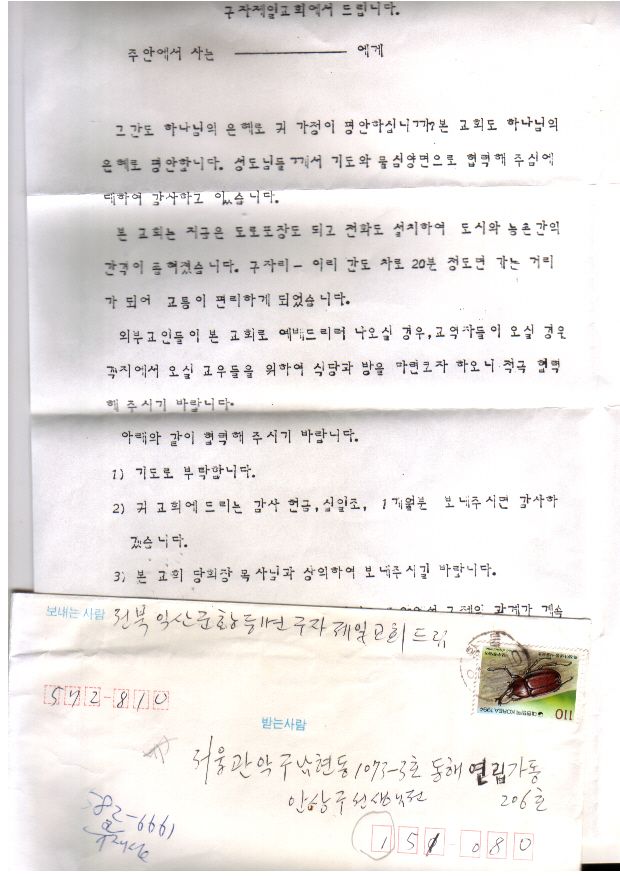 구자제일교회에서 드립니다.
주안에서 사는 ──────── 에게
그간도 하나님의 은혜로 귀 가정이 평안하십니까?본 교회도 하나님의
은혜로 평안합니다. 성도님들께서 기도와 물심양면으로 협력해 주심에
대하여 감사하고 있습니다.
본 교회는 지금은 도로포장도 되고 전화도 설치하여 도시와 농촌간의
간격이 좁혀졌습니다. 구자리- 이리 간도 차로 20분 정도면 가는 거리
가 되어 교통이 편리하게 되었습니다.
외부교인들이 본 교회로 예배드리러 나오실 경우,교역자들이 오실 경우
에서 오실 교우들을 위하여 식당과 방을 마련코자 하오니 적극 협력
해 주시기 바랍니다.
아래와 같이 협력해 주시기 바랍니다.
1) 기도로 부탁합니다.
2) 귀 교회에 드리는 감사 헌금,십일조, 1개월분 보내주시면 감사하
겠습니다.
3) 본 교회 당회장 목사님과 상의하여 보내주시길 바랍니다.
보내는 사람 전북 익산군 황등면 구자제일교회 드림
대한민국 KOREA 1994
110
572-810
받는사람
서울 관악구 남현동 1073-3호 동해연립가동
안상주선생님전 206호
582-6661
151-080